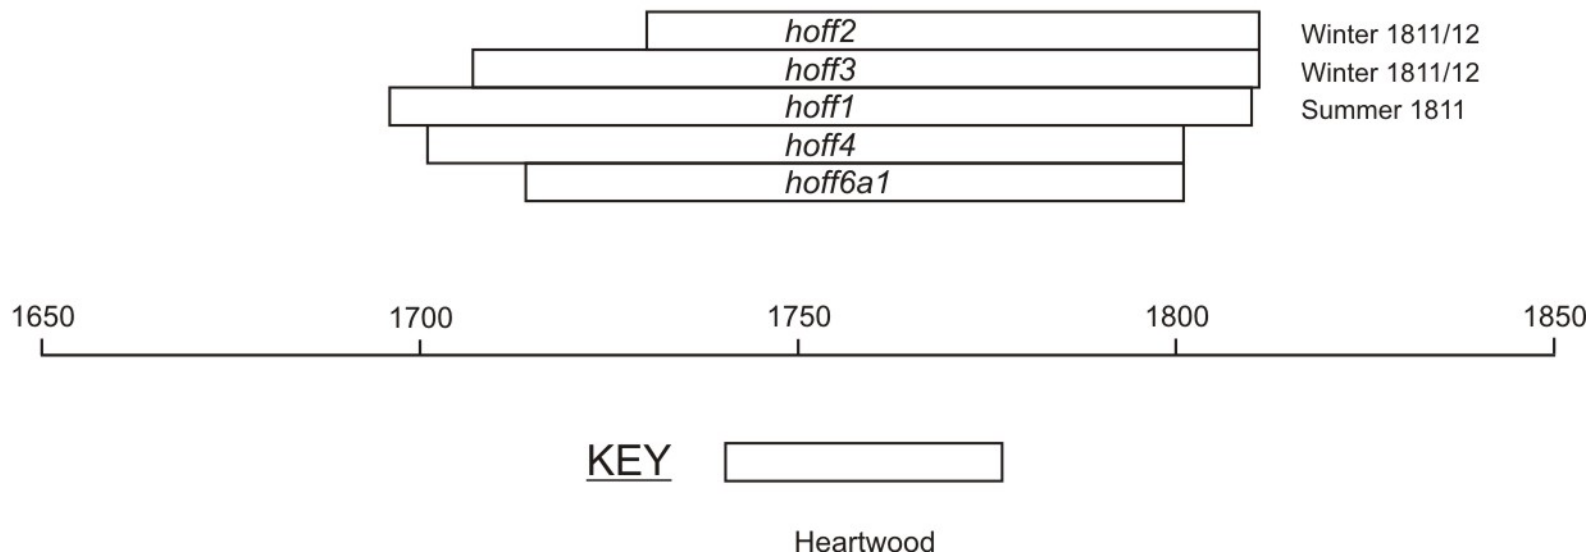 hoff2 Winter 1811/12
hoff3 Winter 1811/12
hoff1 Summer 1811
hoff4
hoff6a1
1650 1700 1750 1800 1850
KEY
Heartwood